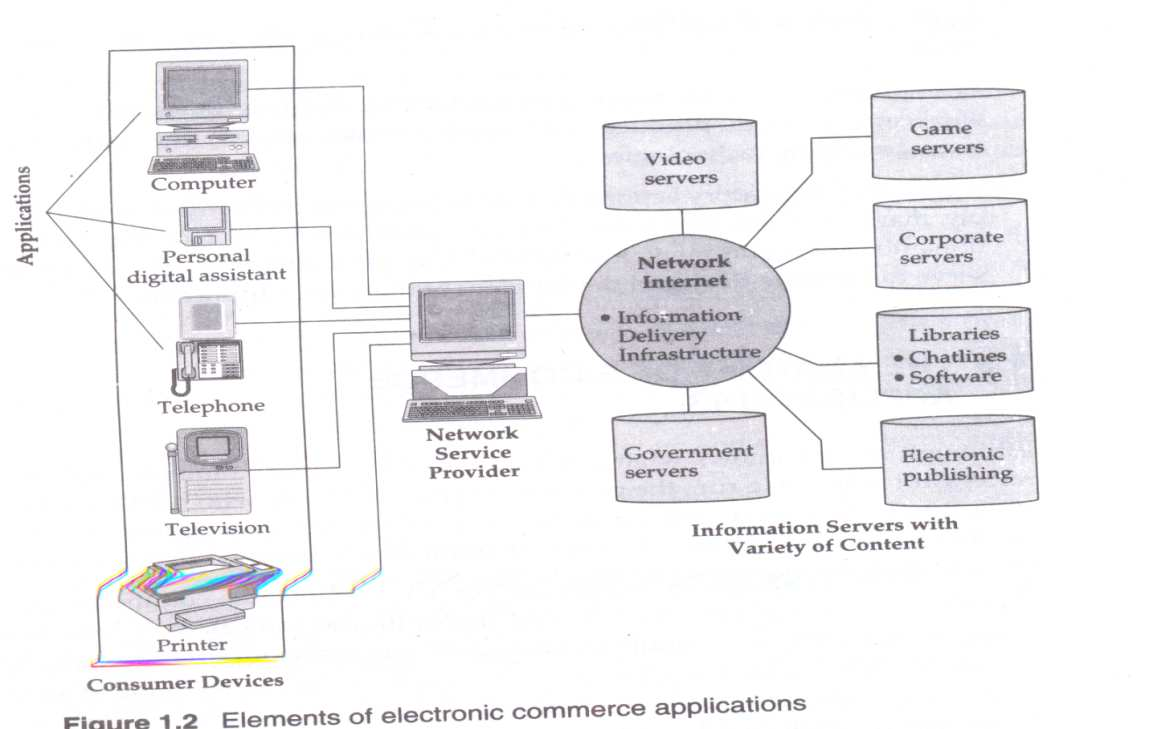 Applications
Computer
Personal
digital assistant
Telephone
Television
Printer
Consumer Devices
Network
Service
Provider
Video
servers
Network
Internet
• Information
Delivery
Infrastructure
Government
servers
Game
servers
Corporate
servers
Libraries
• Chatlines
• Software
Electronic
publishing
Information Servers with
Variety of Content
Figure 1.2 Elements of electronic commerce applications